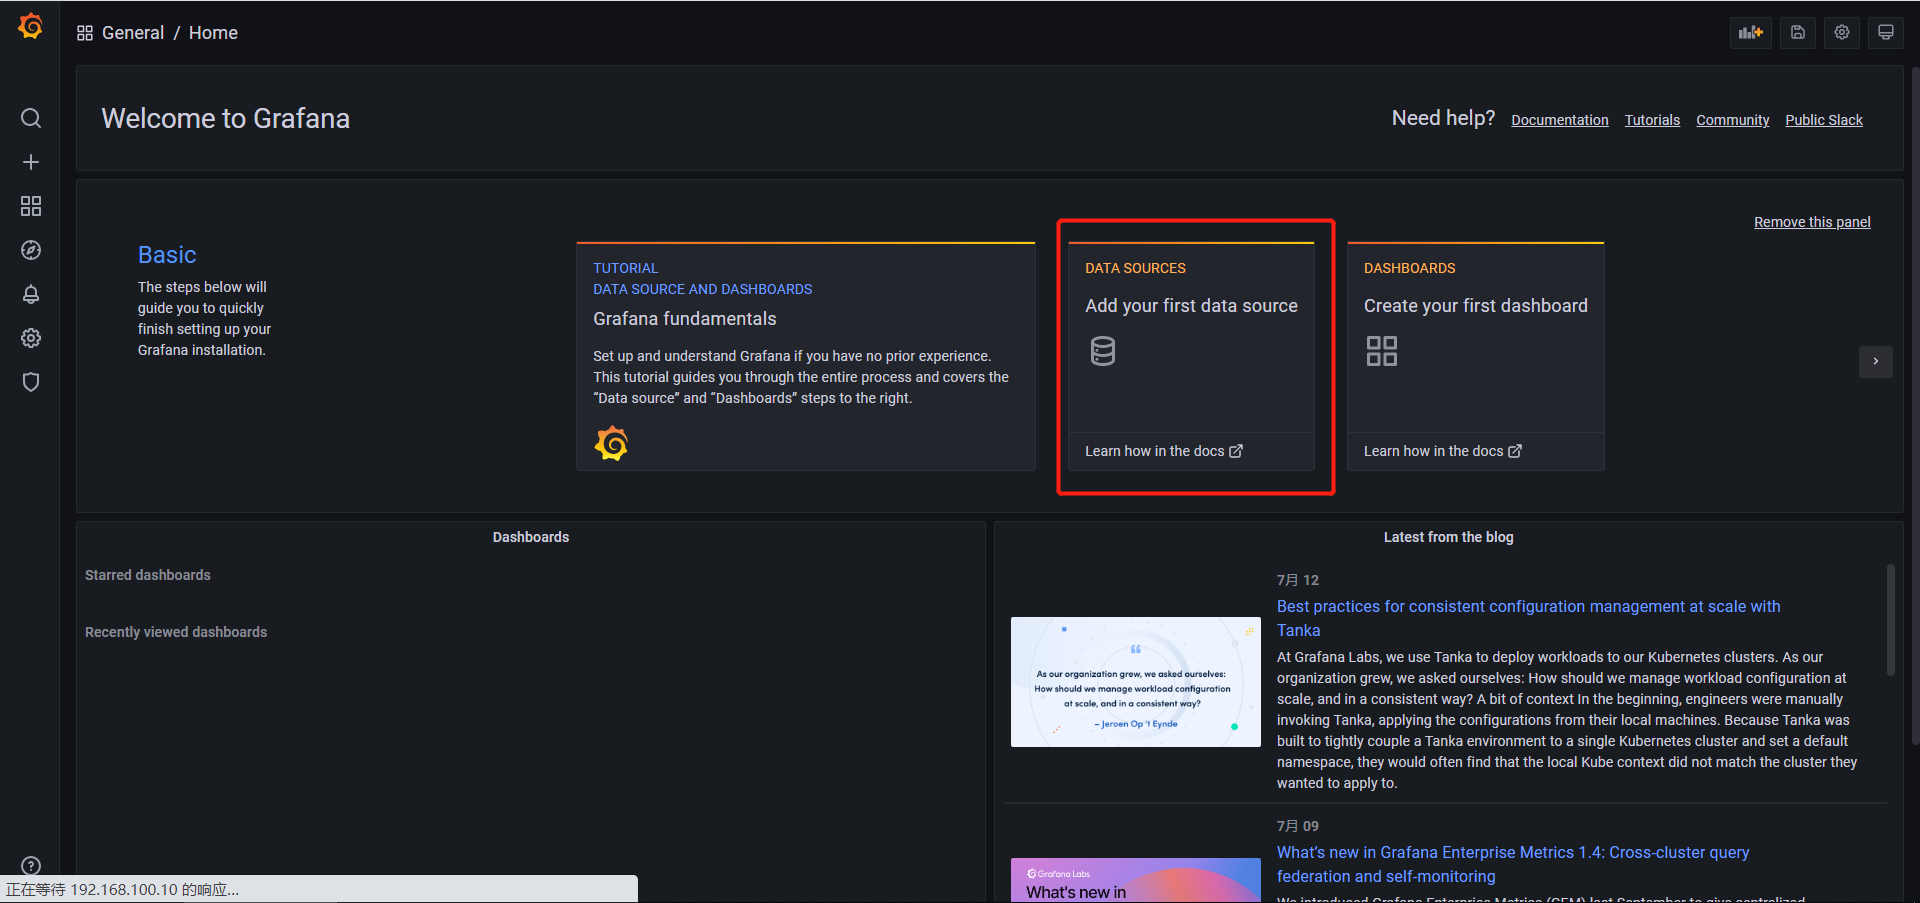 General / Home
Welcome to Grafana
Need help? Documentation Tutorials Community Public Slack
Remove this panel
Basic
The steps below will
guide you to quickly
finish setting up your
Grafana installation.
TUTORIAL
DATA SOURCE AND DASHBOARDS
Grafana fundamentals
Set up and understand Grafana if you have no prior experience.
This tutorial guides you through the entire process and covers the
“Data source” and “Dashboards” steps to the right.
DATA SOURCES
Add your first data source
Learn how in the docs
DASHBOARDS
Create your first dashboard
Learn how in the docs
Dashboards
Starred dashboards
Recently viewed dashboards
Latest from the blog
7月 12
Best practices for consistent configuration management at scale with
Tanka
At Grafana Labs, we use Tanka to deploy workloads to our Kubernetes clusters. As our
organization grew, we asked ourselves: How should we manage workload configuration at
scale, and in a consistent way? A bit of context In the beginning, engineers were manually
invoking Tanka, applying the configurations from their local machines. Because Tanka was
built to tightly couple a Tanka environment to a single Kubernetes cluster and set a default
namespace, they would often find that the local Kube context did not match the cluster they
wanted to apply to.
“
As our organization grew, we asked ourselves:
How should we manage workload configuration
at scale, and in a consistent way?
– Jeroen Op 't Eynde
7月 09
What's new in Grafana Enterprise Metrics 1.4: Cross-cluster query
federation and self-monitoring
We introduced Grafana Enterprise Metrics (GEM) last September to give centralized
Grafana Labs
What's new in
正在等待 192.168.100.10 的响应...